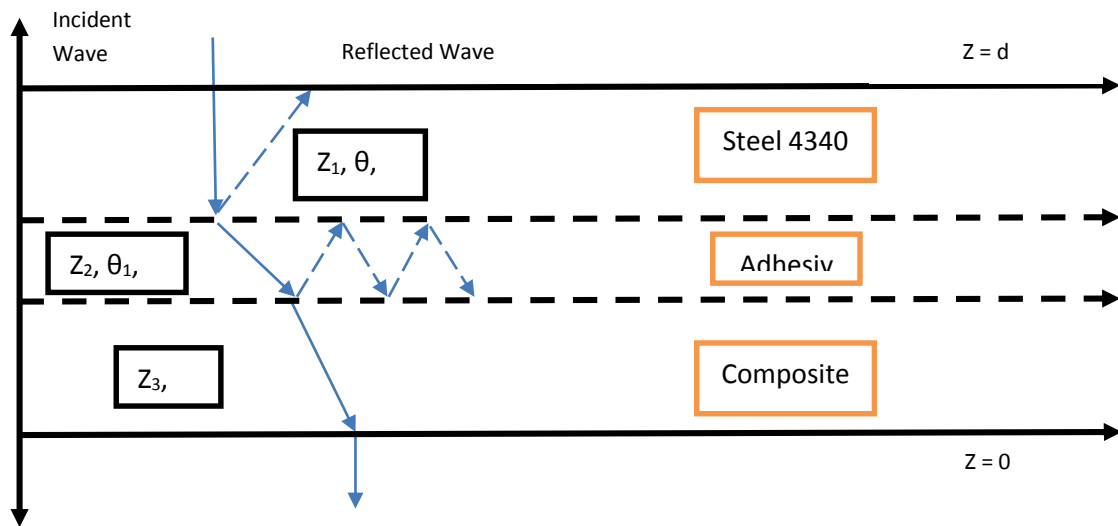 Incident
Wave
Reflected Wave
Z = d
Steel 4340
Z₁, θ,
Z₂, θ₁,
Adhesiv
Z₃,
Composite
Z = 0